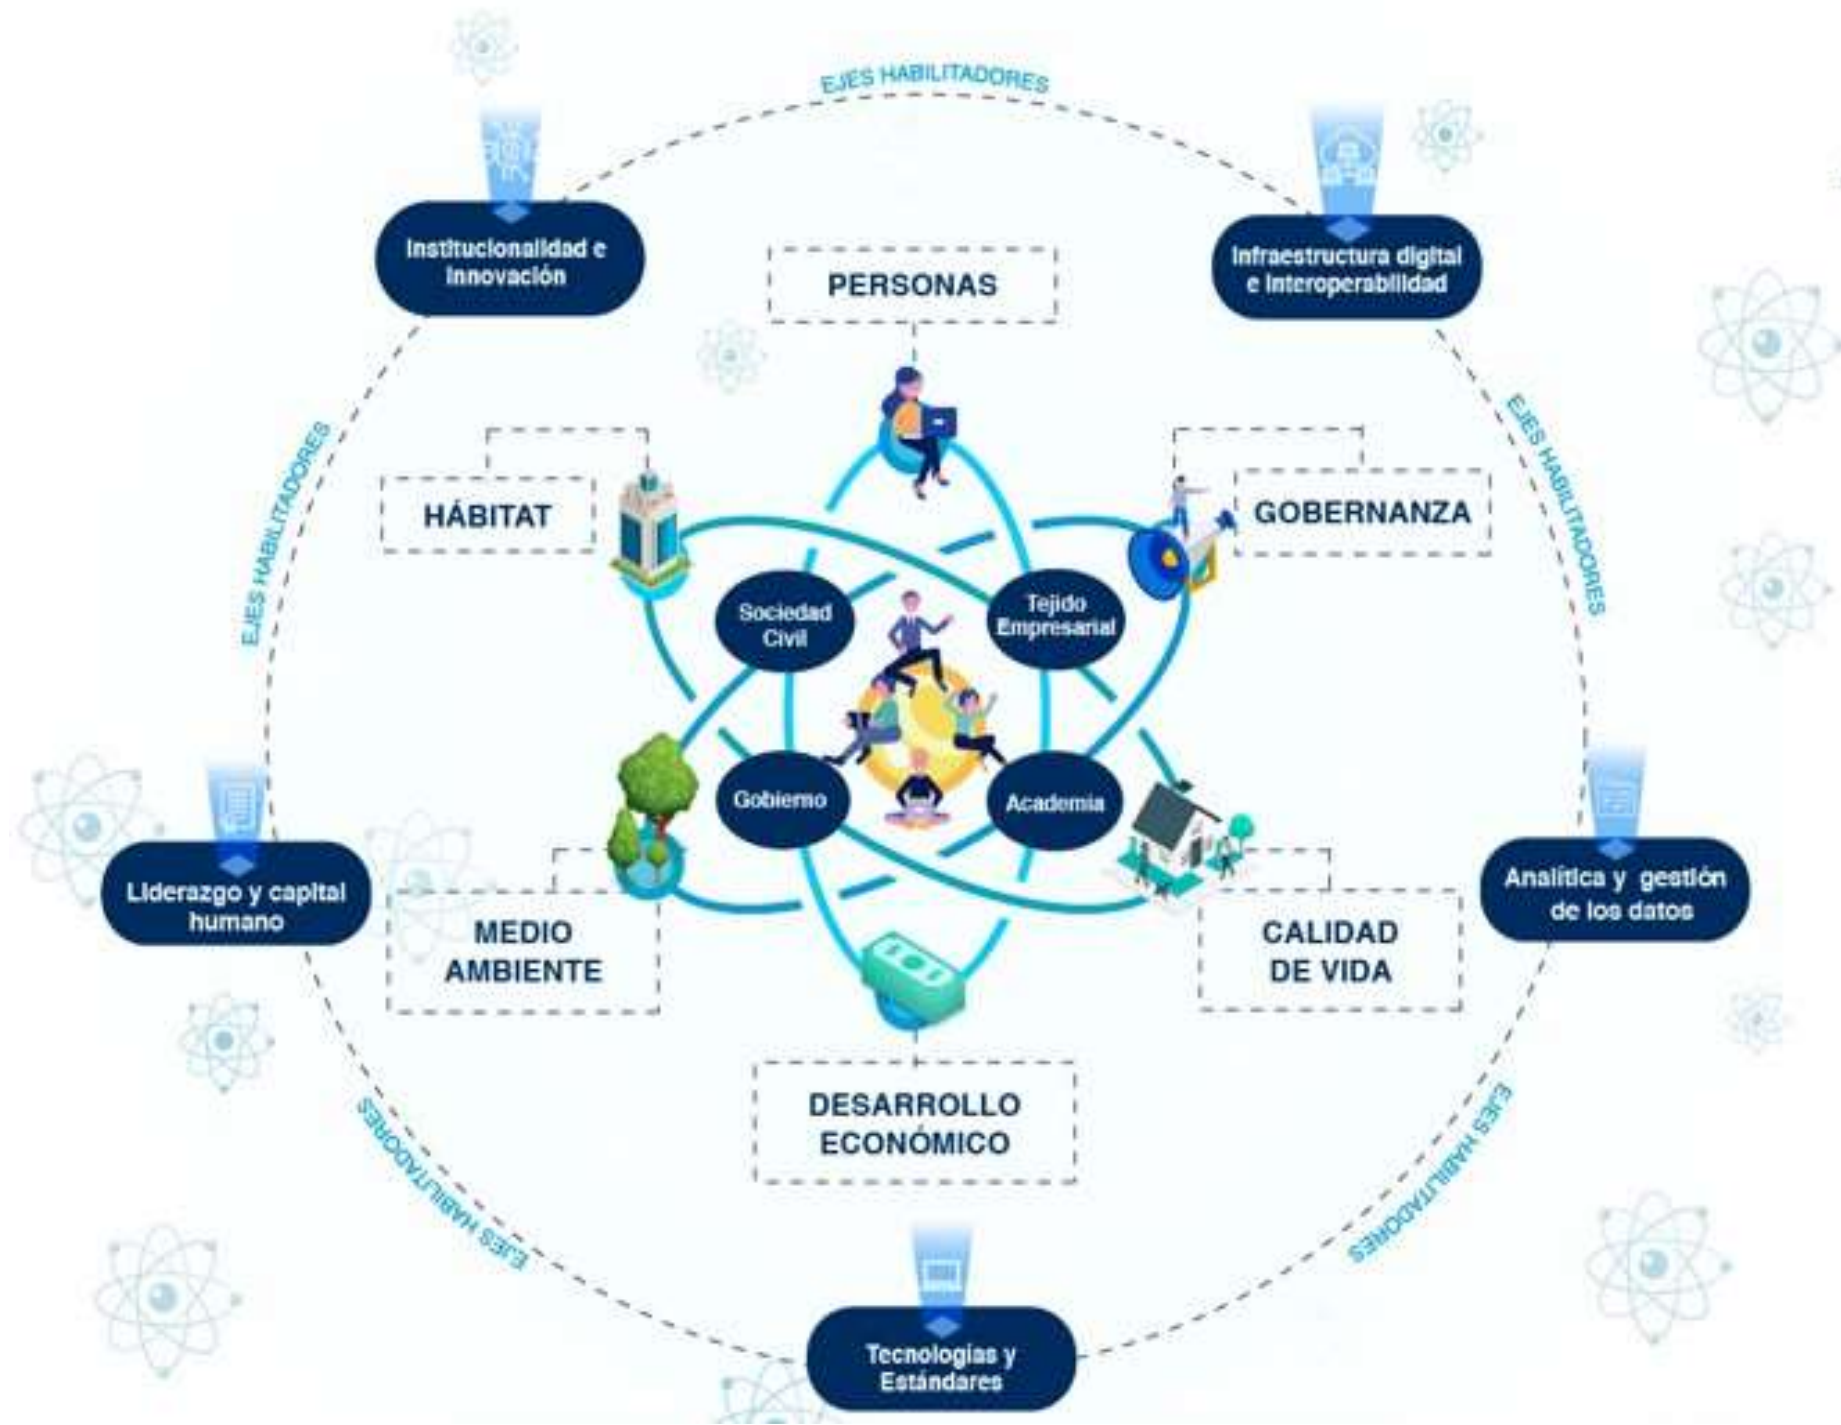 EJES HABILITADORES
Institucionalidad e
Innovación
Infraestructura digital
e Interoperabilidad
PERSONAS
EJES HABILITADORES
EJES HABILITADORES
HÁBITAT
GOBERNANZA
Sociedad
Civil
Tejido
Empresarial
Gobierno
Academia
Liderazgo y capital
humano
Analítica y gestión
de los datos
MEDIO
AMBIENTE
CALIDAD
DE VIDA
DESARROLLO
ECONÓMICO
EJES HABILITADORES
EJES HABILITADORES
Tecnologías y
Estándares